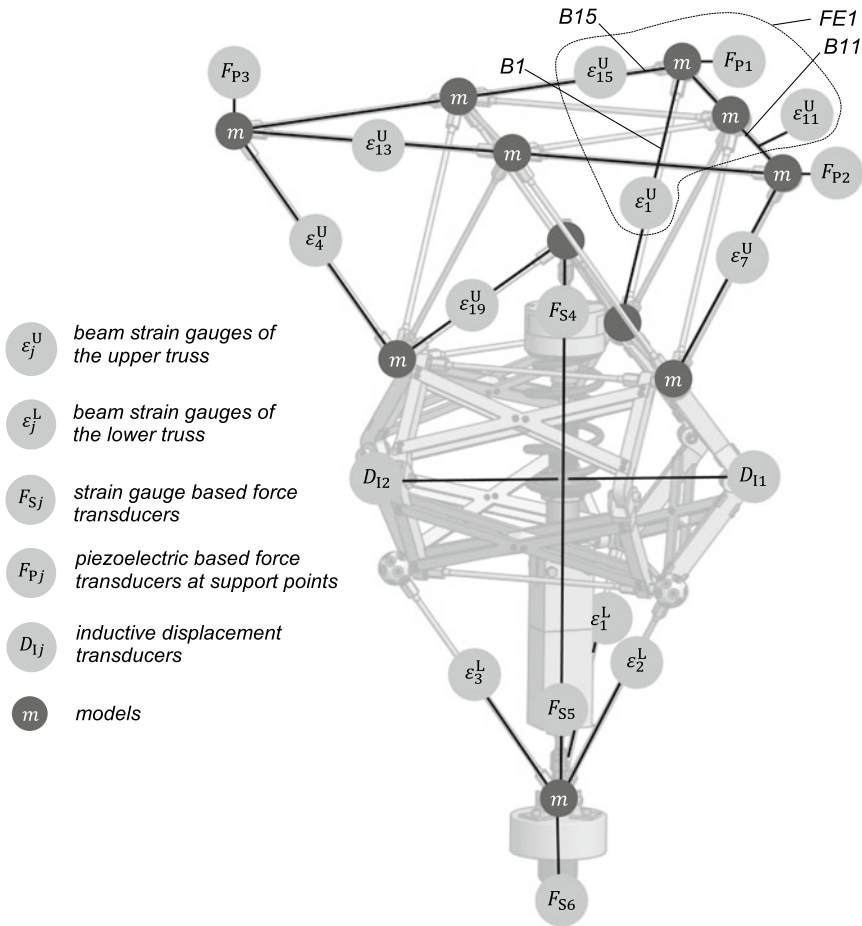 B15
FE1
B11
B1
F_P3
ε_15^U
F_P1
m
m
m
m
ε_11^U
ε_13^U
m
m
F_P2
ε_1^U
ε_4^U
ε_7^U
ε_19^U
F_S4
m
m
ε_j^U beam strain gauges of
the upper truss
ε_j^L beam strain gauges of
the lower truss
D_I2
D_I1
F_Sj strain gauge based force
transducers
F_Pj piezoelectric based force
transducers at support points
ε_1^L
D_Ij inductive displacement
transducers
ε_3^L
ε_2^L
F_S5
m models
m
F_S6